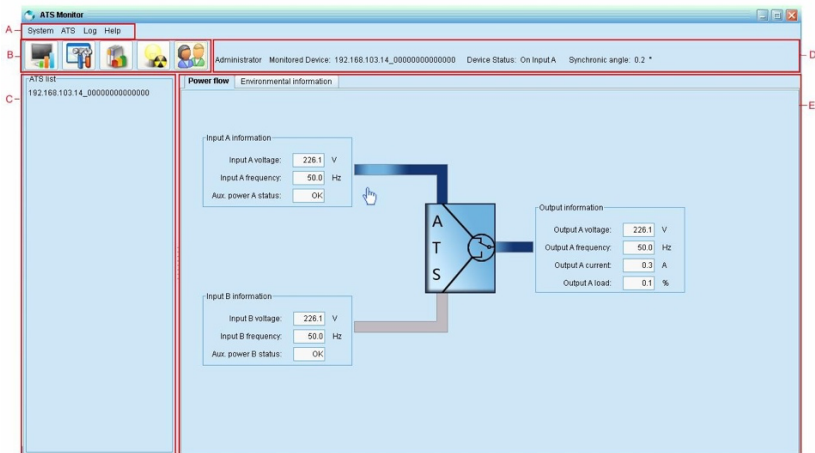 ATS Monitor
A
System ATS Log Help
B
Administrator Monitored Device: 192.168.103.14_00000000000000 Device Status: On Input A Synchronic angle: 0.2 °
D
ATS list
Power flow Environmental information
C
192.168.103.14_00000000000000
E
Input A information
Input A voltage: 226.1 V
Input A frequency: 50.0 Hz
Aux. power A status: OK
Output information
A
T
S
Output A voltage: 226.1 V
Output A frequency: 50.0 Hz
Output A current: 0.3 A
Output A load: 0.1 %
Input B information
Input B voltage: 226.1 V
Input B frequency: 50.0 Hz
Aux. power B status: OK